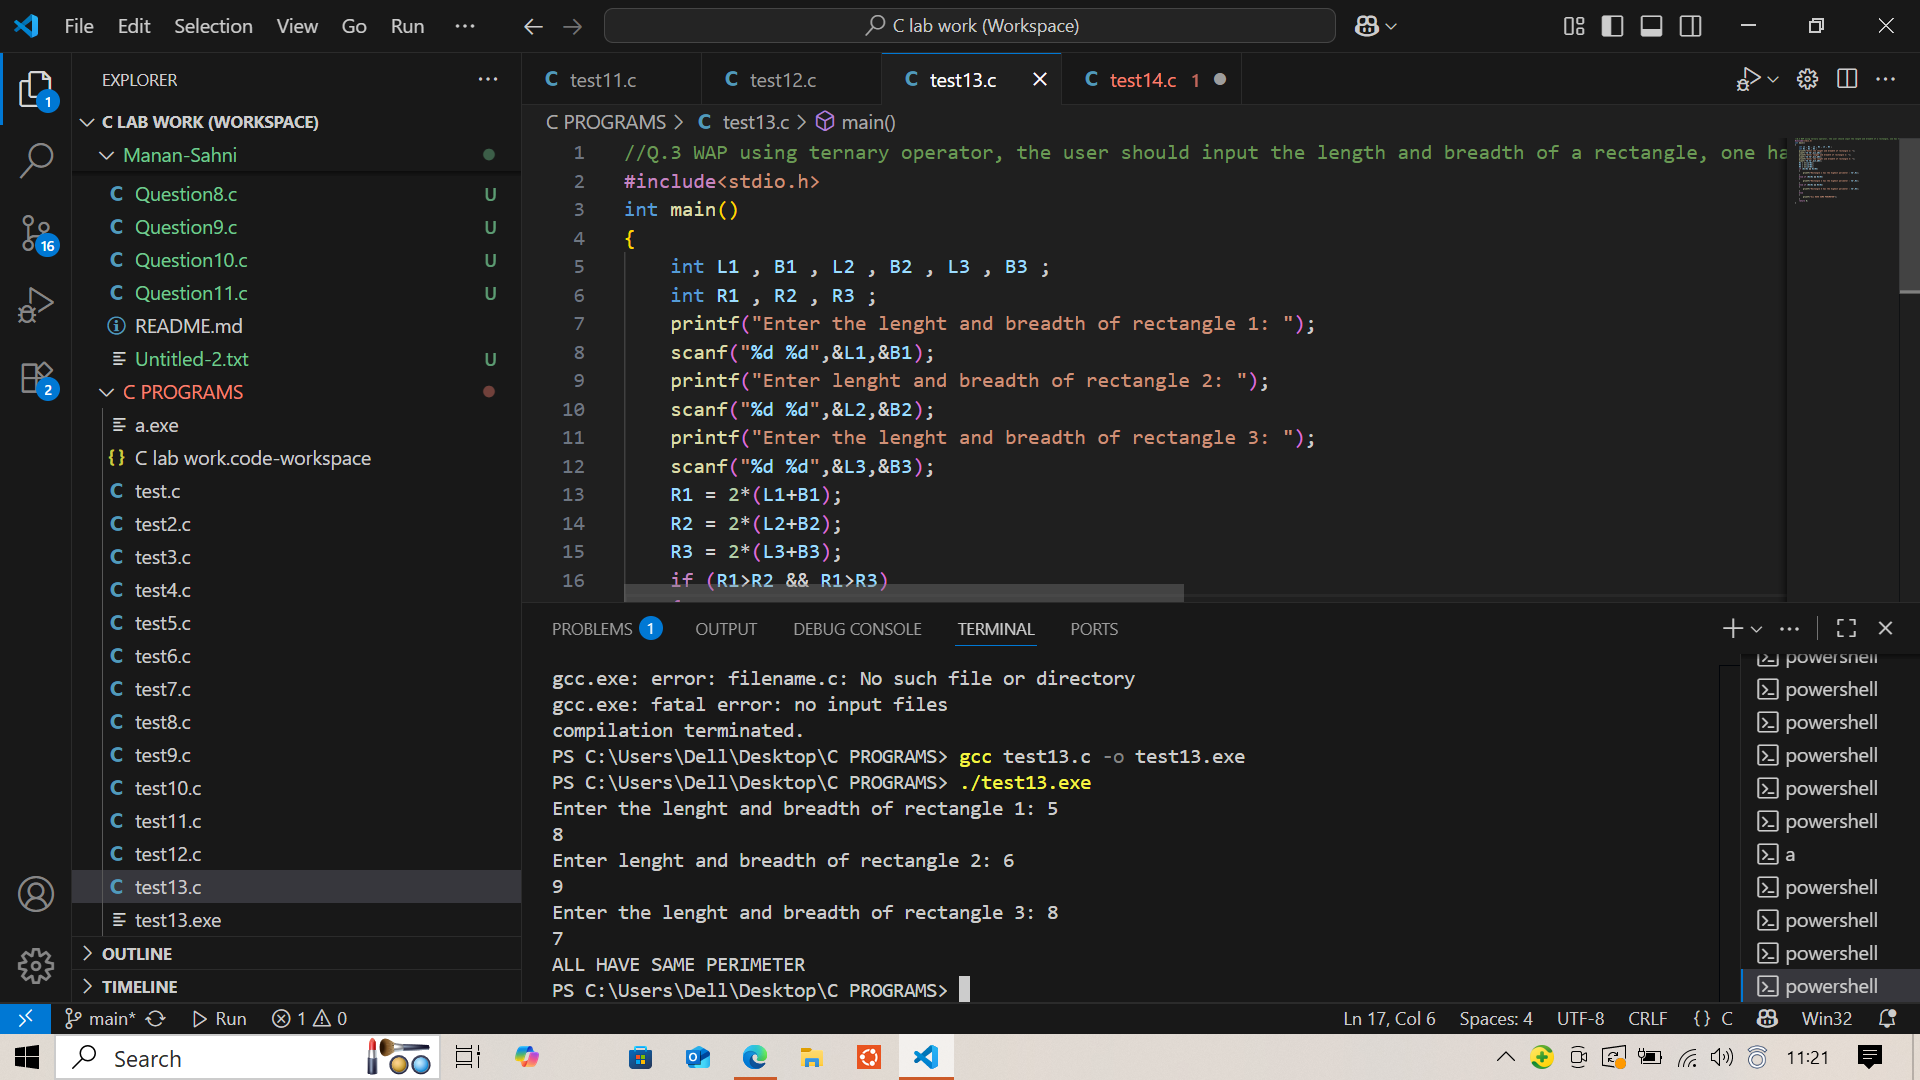 File Edit Selection View Go Run ··· C lab work (Workspace)
EXPLORER ···
C LAB WORK (WORKSPACE)
Manan-Sahni
C Question8.c U
C Question9.c U
C Question10.c U
C Question11.c U
README.md
Untitled-2.txt U
C PROGRAMS
a.exe
{} C lab work.code-workspace
C test.c
C test2.c
C test3.c
C test4.c
C test5.c
C test6.c
C test7.c
C test8.c
C test9.c
C test10.c
C test11.c
C test12.c
C test13.c
test13.exe
OUTLINE
TIMELINE
1
16
2
C test11.c C test12.c C test13.c C test14.c 1
C PROGRAMS > C test13.c > main()
1 //Q.3 WAP using ternary operator, the user should input the length and breadth of a rectangle, one ha
2 #include<stdio.h>
3 int main()
4 {
5 int L1 , B1 , L2 , B2 , L3 , B3 ;
6 int R1 , R2 , R3 ;
7 printf("Enter the lenght and breadth of rectangle 1: ");
8 scanf("%d %d",&L1,&B1);
9 printf("Enter lenght and breadth of rectangle 2: ");
10 scanf("%d %d",&L2,&B2);
11 printf("Enter the lenght and breadth of rectangle 3: ");
12 scanf("%d %d",&L3,&B3);
13 R1 = 2*(L1+B1);
14 R2 = 2*(L2+B2);
15 R3 = 2*(L3+B3);
16 if (R1>R2 && R1>R3)
PROBLEMS 1 OUTPUT DEBUG CONSOLE TERMINAL PORTS
gcc.exe: error: filename.c: No such file or directory
gcc.exe: fatal error: no input files
compilation terminated.
PS C:\Users\Dell\Desktop\C PROGRAMS> gcc test13.c -o test13.exe
PS C:\Users\Dell\Desktop\C PROGRAMS> ./test13.exe
Enter the lenght and breadth of rectangle 1: 5
8
Enter lenght and breadth of rectangle 2: 6
9
Enter the lenght and breadth of rectangle 3: 8
7
ALL HAVE SAME PERIMETER
PS C:\Users\Dell\Desktop\C PROGRAMS>
powershell
powershell
powershell
powershell
powershell
powershell
a
powershell
powershell
powershell
powershell
main* Run 1 0 Ln 17, Col 6 Spaces: 4 UTF-8 CRLF {} C Win32
Search 11:21